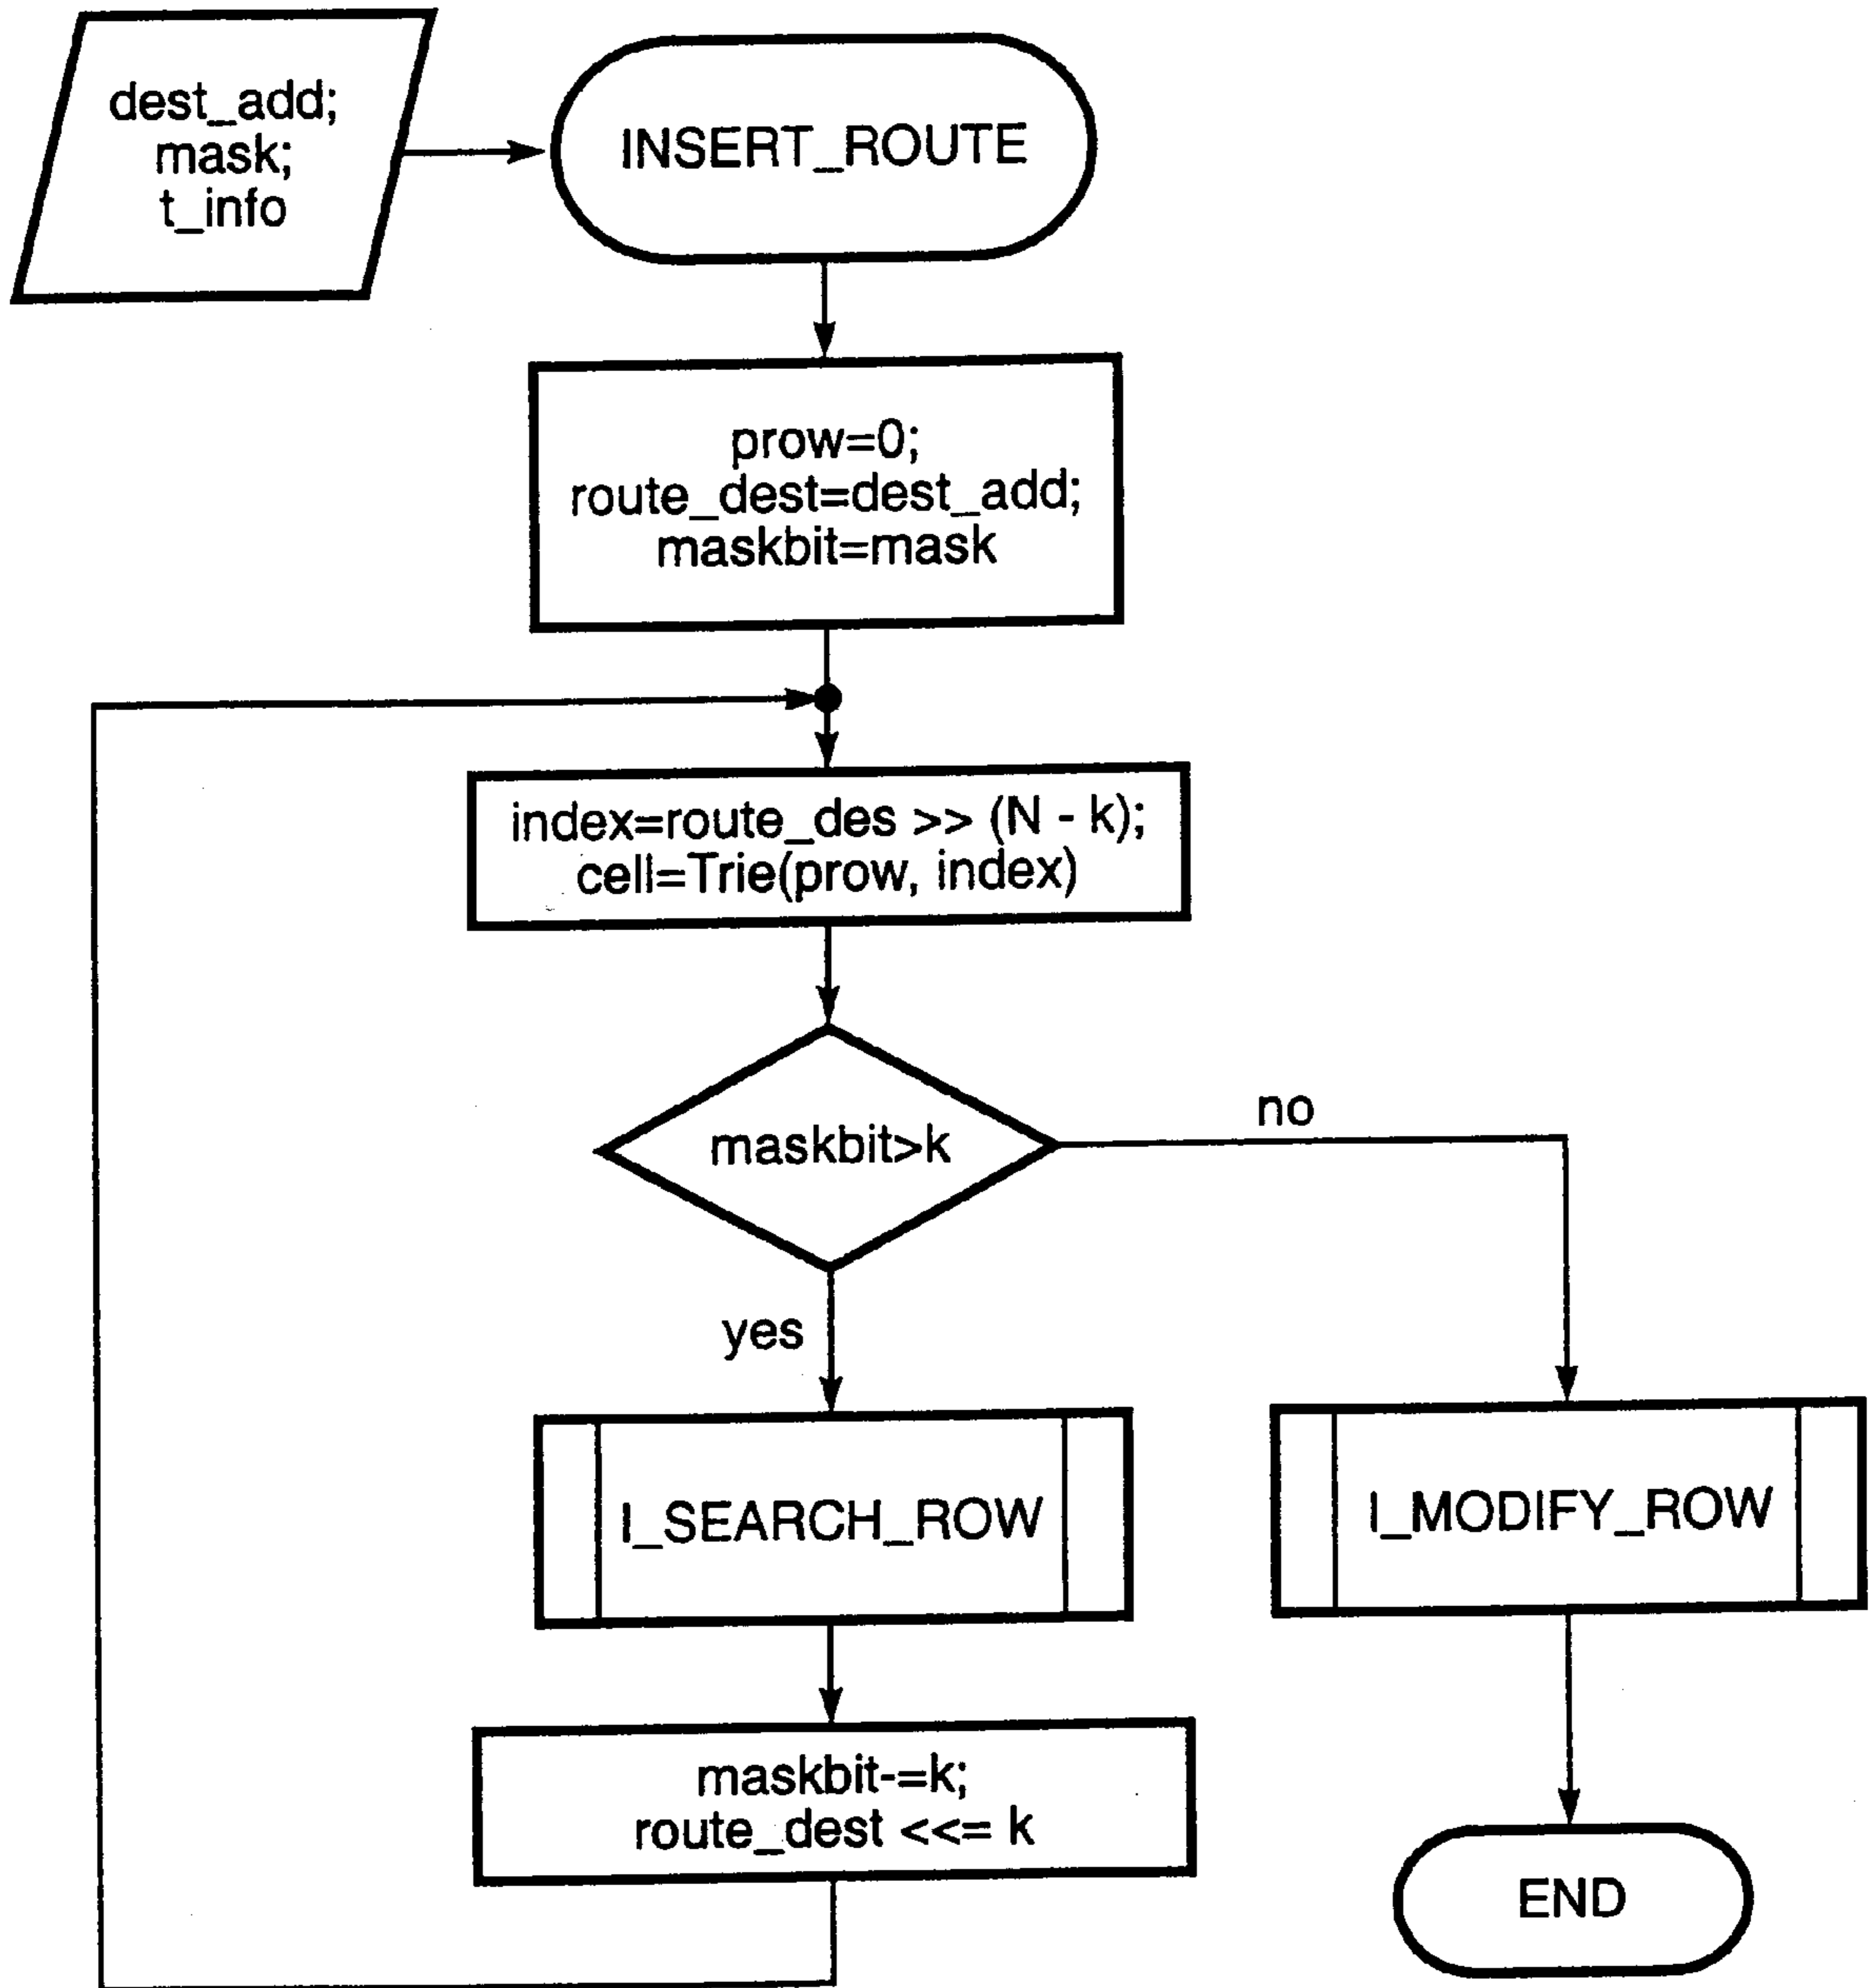 dest_add;
mask;
t_info
INSERT_ROUTE
prow=0;
route_dest=dest_add;
maskbit=mask
index=route_des >> (N - k);
cell=Trie(prow, index)
maskbit>k
no
yes
I_SEARCH_ROW
I_MODIFY_ROW
maskbit-=k;
route_dest <<= k
END